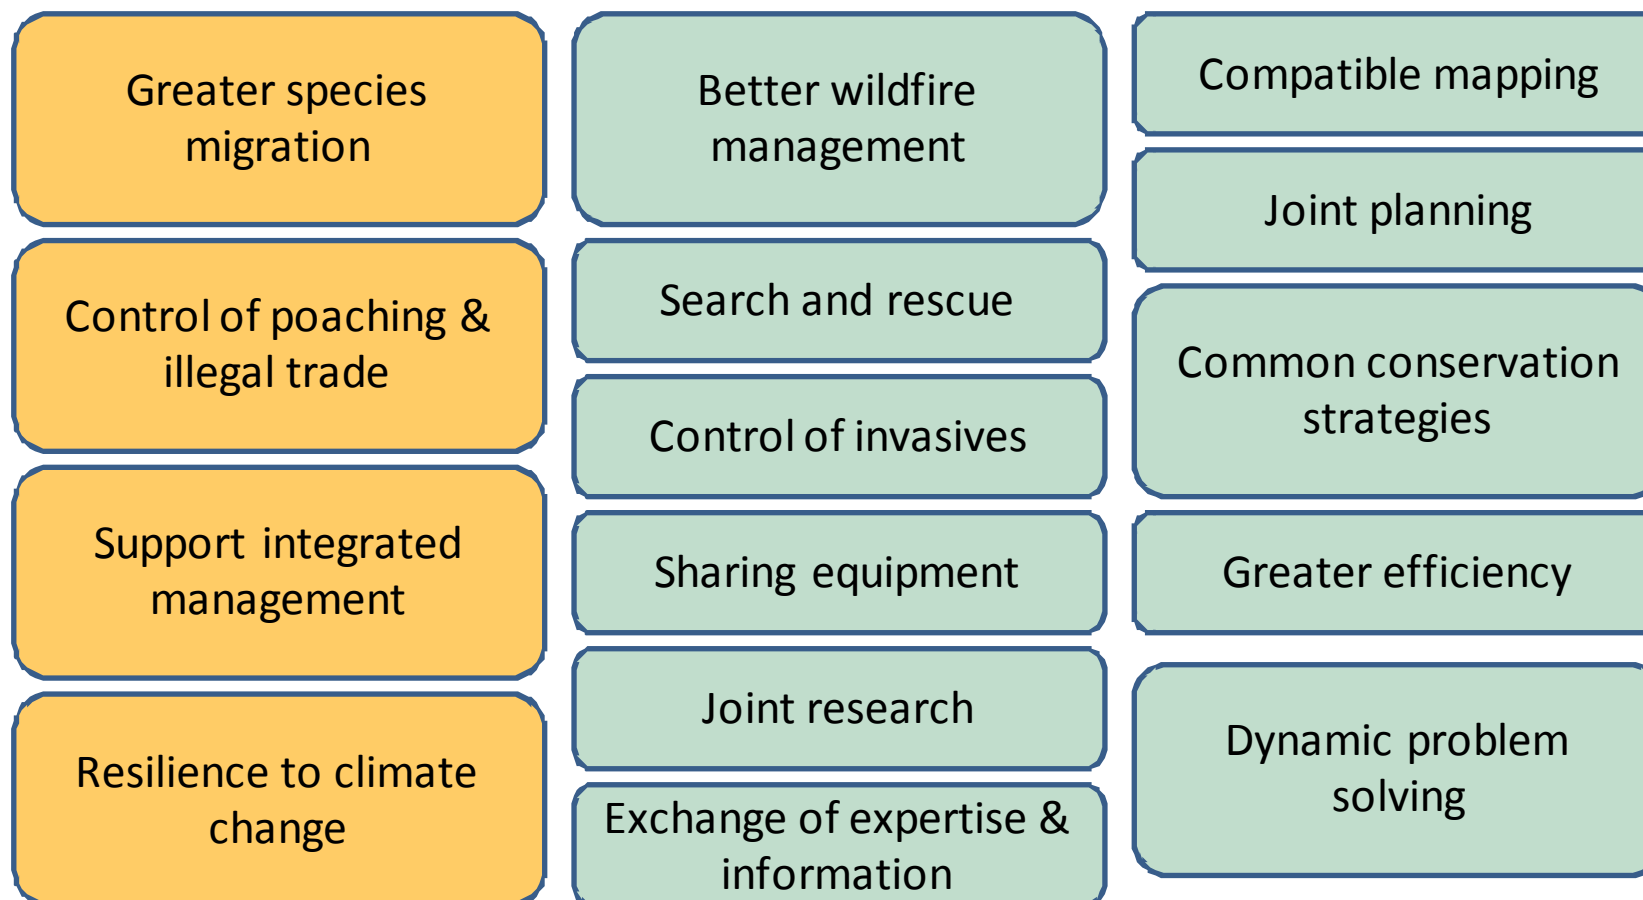 Greater species
migration
Control of poaching &
illegal trade
Support integrated
management
Resilience to climate
change
Better wildfire
management
Search and rescue
Control of invasives
Sharing equipment
Joint research
Exchange of expertise &
information
Compatible mapping
Joint planning
Common conservation
strategies
Greater efficiency
Dynamic problem
solving